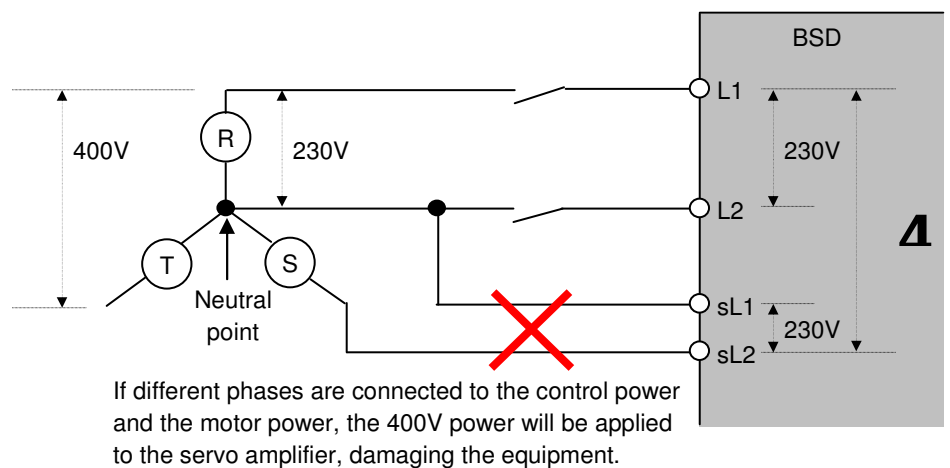 BSD
L1
R
400V
230V
230V
L2
4
T
S
Neutral
point
sL1
230V
sL2
If different phases are connected to the control power
and the motor power, the 400V power will be applied
to the servo amplifier, damaging the equipment.